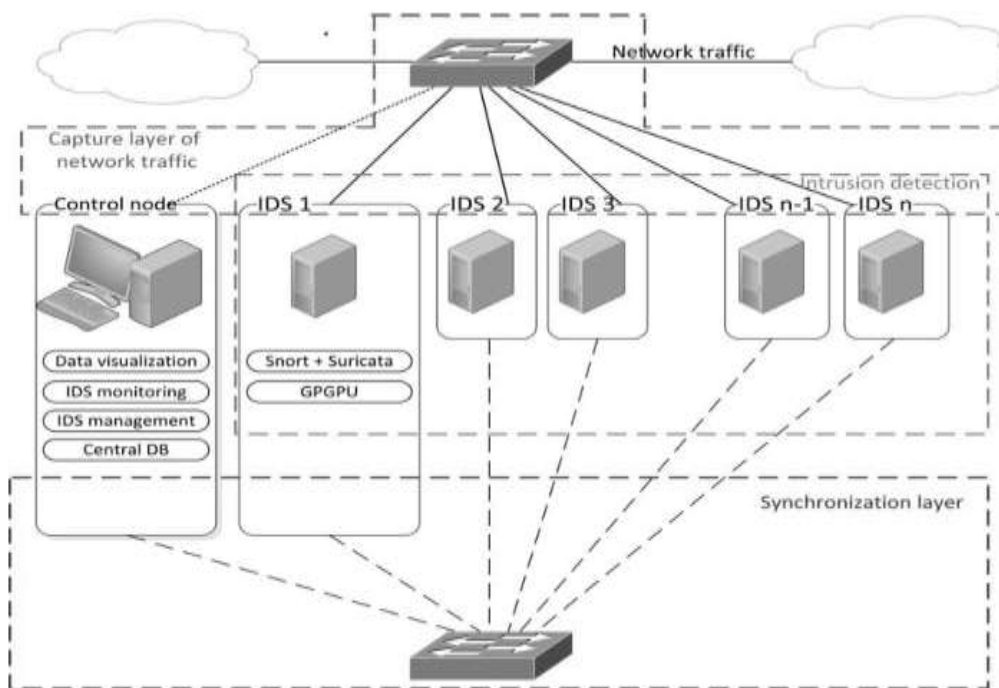 Network traffic
Capture layer of
network traffic
Intrusion detection
Control node
IDS 1
IDS 2
IDS 3
IDS n-1
IDS n
Data visualization
IDS monitoring
IDS management
Central DB
Snort + Suricata
GPGPU
Synchronization layer